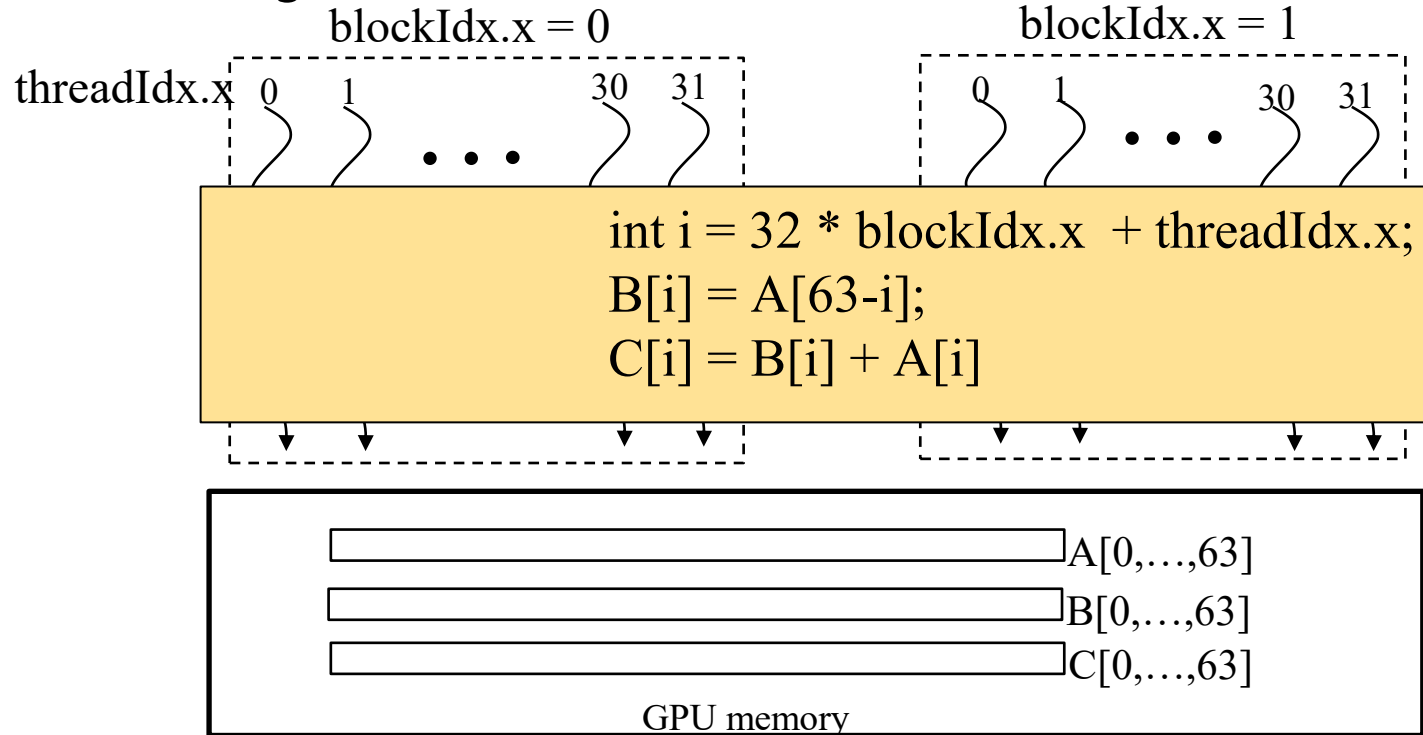 blockIdx.x = 0 blockIdx.x = 1
threadIdx.x 0 1 30 31 0 1 30 31
int i = 32 * blockIdx.x + threadIdx.x;
B[i] = A[63-i];
C[i] = B[i] + A[i]
A[0,…,63]
B[0,…,63]
C[0,…,63]
GPU memory